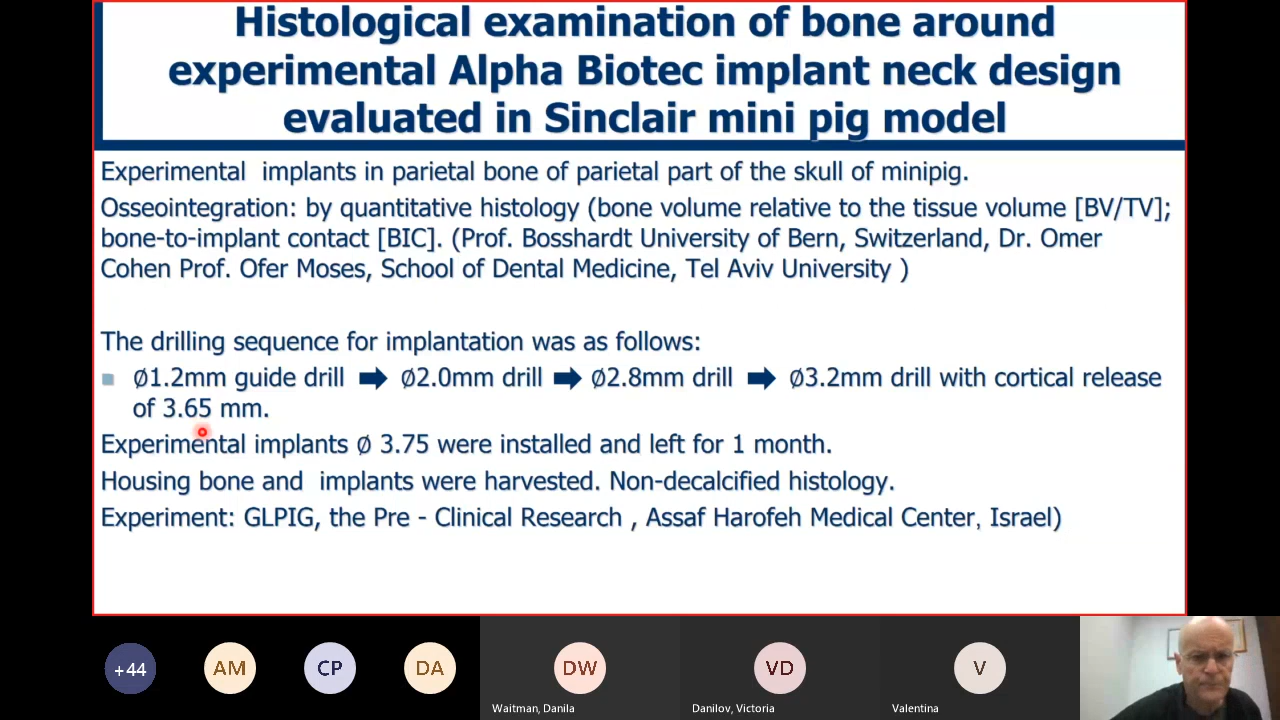 Histological examination of bone around
experimental Alpha Biotec implant neck design
evaluated in Sinclair mini pig model
Experimental implants in parietal bone of parietal part of the skull of minipig.
Osseointegration: by quantitative histology (bone volume relative to the tissue volume [BV/TV];
bone-to-implant contact [BIC]. (Prof. Bosshardt University of Bern, Switzerland, Dr. Omer
Cohen Prof. Ofer Moses, School of Dental Medicine, Tel Aviv University )
The drilling sequence for implantation was as follows:
∅1.2mm guide drill ➡ ∅2.0mm drill ➡ ∅2.8mm drill ➡ ∅3.2mm drill with cortical release
of 3.65 mm.
Experimental implants ∅ 3.75 were installed and left for 1 month.
Housing bone and implants were harvested. Non-decalcified histology.
Experiment: GLPIG, the Pre - Clinical Research , Assaf Harofeh Medical Center, Israel)
+44 AM CP DA DW VD V
Waitman, Danila Danilov, Victoria Valentina